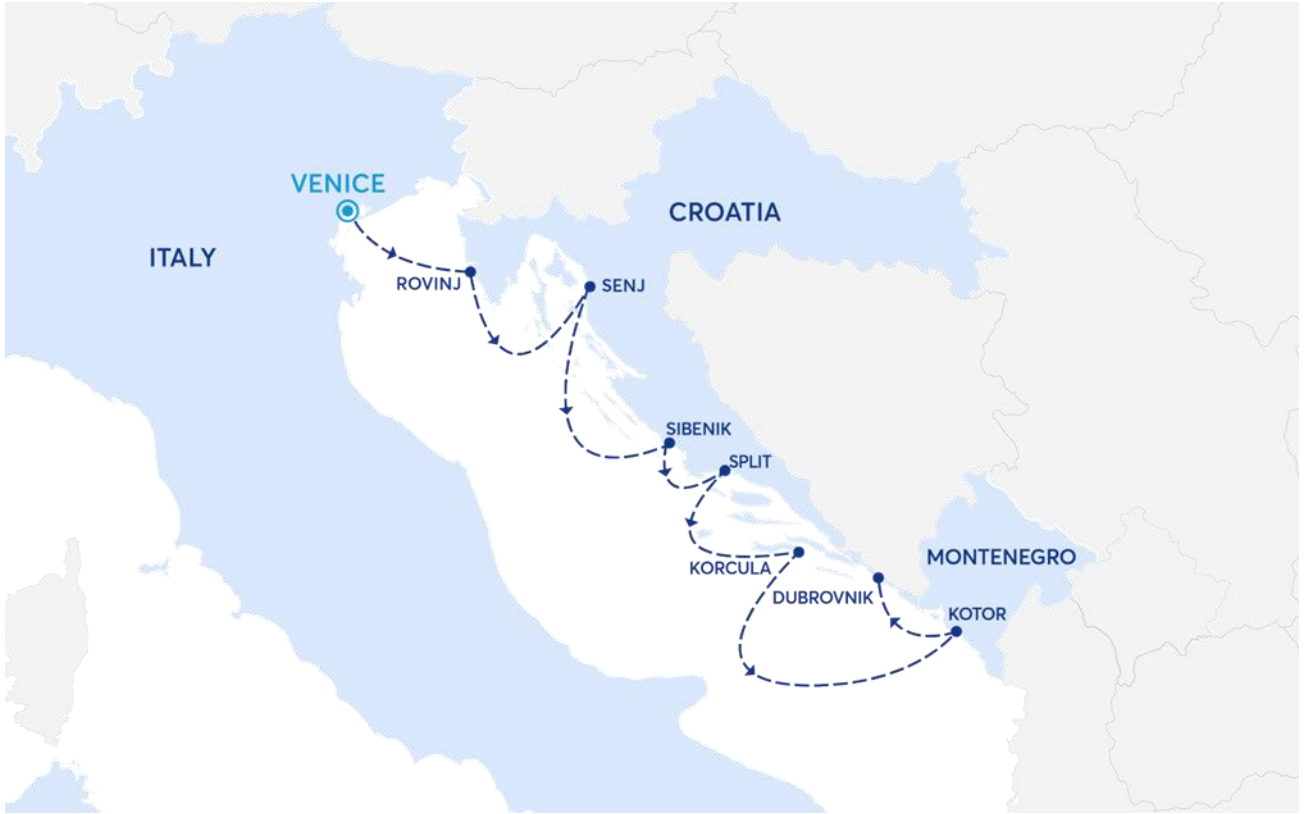 VENICE
CROATIA
ITALY
ROVINJ
SENJ
SIBENIK
SPLIT
MONTENEGRO
KORCULA
DUBROVNIK
KOTOR